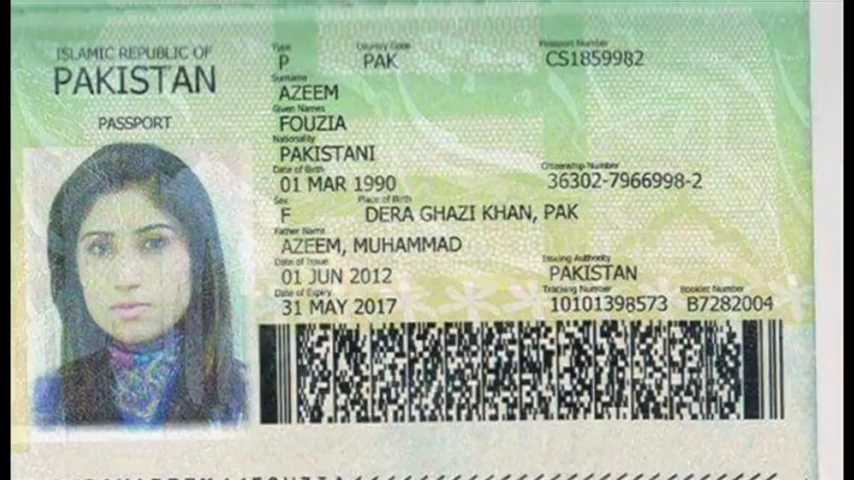 ISLAMIC REPUBLIC OF
PAKISTAN
PASSPORT
Type Country Code Passport Number
P PAK CS1859982
Surname
AZEEM
Given Names
FOUZIA
Nationality
PAKISTANI
Date of Birth Citizenship Number
01 MAR 1990 36302-7966998-2
Sex Place of Birth
F DERA GHAZI KHAN, PAK
Father Name
AZEEM, MUHAMMAD
Date of Issue Issuing Authority
01 JUN 2012 PAKISTAN
Date of Expiry Tracking Number Booklet Number
31 MAY 2017 10101398573 B7282004